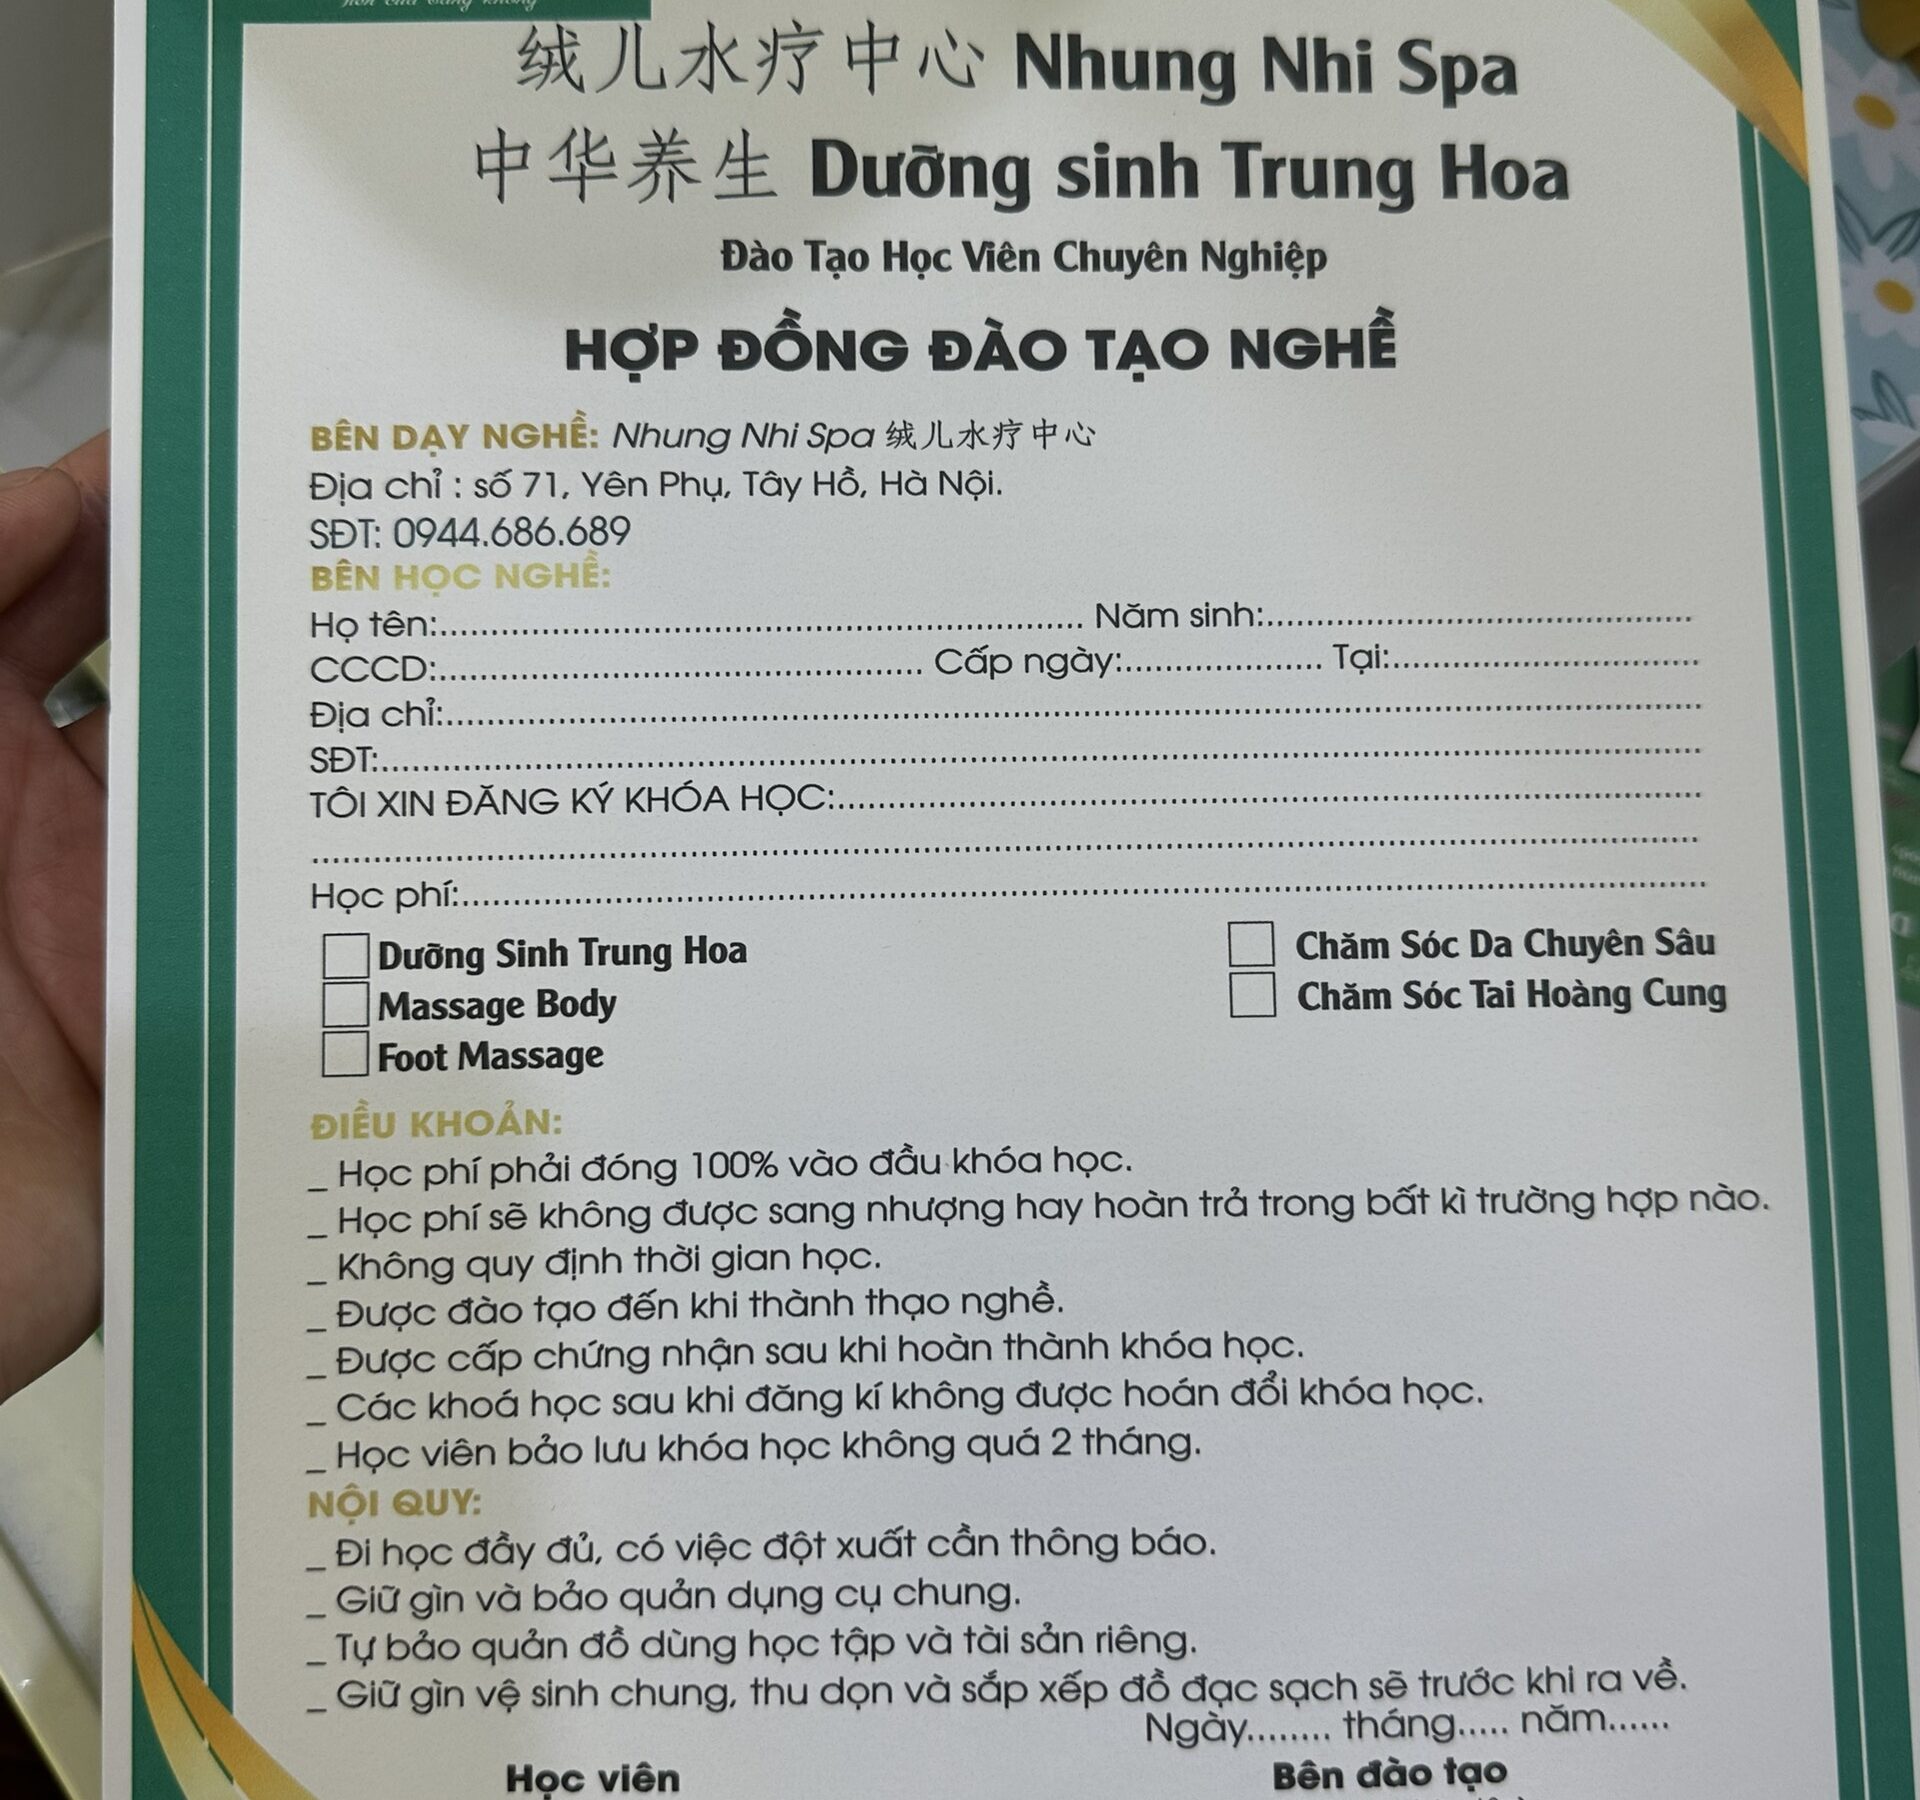 绒儿水疗中心 Nhung Nhi Spa
中华养生 Dưỡng sinh Trung Hoa
Đào Tạo Học Viên Chuyên Nghiệp
HỢP ĐỒNG ĐÀO TẠO NGHỀ
BÊN DẠY NGHỀ: Nhung Nhi Spa 绒儿水疗中心
Địa chỉ : số 71, Yên Phụ, Tây Hồ, Hà Nội.
SĐT: 0944.686.689
BÊN HỌC NGHỀ:
Họ tên:................................................................ Năm sinh:..........................................
CCCD:................................................ Cấp ngày:................... Tại:..............................
Địa chỉ:.............................................................................................................................
SĐT:...................................................................................................................................
TÔI XIN ĐĂNG KÝ KHÓA HỌC:.....................................................................................
..........................................................................................................................................
Học phí:...........................................................................................................................
Dưỡng Sinh Trung Hoa Chăm Sóc Da Chuyên Sâu
Massage Body Chăm Sóc Tai Hoàng Cung
Foot Massage
ĐIỀU KHOẢN:
_ Học phí phải đóng 100% vào đầu khóa học.
_ Học phí sẽ không được sang nhượng hay hoàn trả trong bất kì trường hợp nào.
_ Không quy định thời gian học.
_ Được đào tạo đến khi thành thạo nghề.
_ Được cấp chứng nhận sau khi hoàn thành khóa học.
_ Các khoá học sau khi đăng kí không được hoán đổi khóa học.
_ Học viên bảo lưu khóa học không quá 2 tháng.
NỘI QUY:
_ Đi học đầy đủ, có việc đột xuất cần thông báo.
_ Giữ gìn và bảo quản dụng cụ chung.
_ Tự bảo quản đồ dùng học tập và tài sản riêng.
_ Giữ gìn vệ sinh chung, thu dọn và sắp xếp đồ đạc sạch sẽ trước khi ra về.
Ngày........ tháng..... năm......
Học viên Bên đào tạo